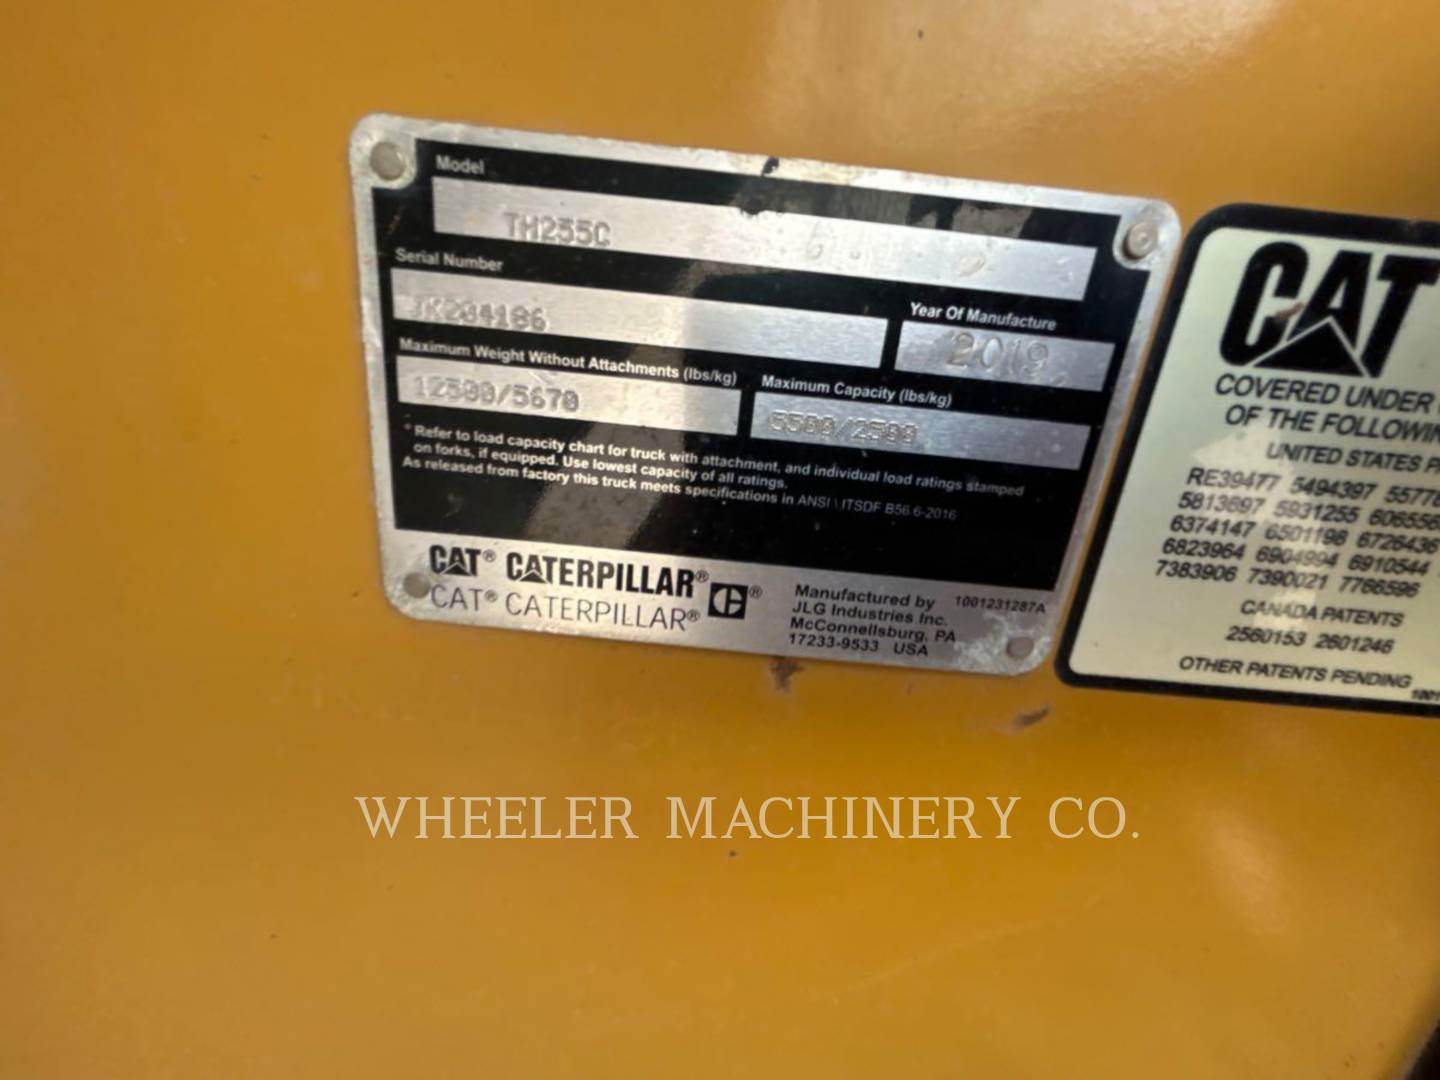 Model
TH255C
Serial Number
JK204186
Year Of Manufacture
2019
Maximum Weight Without Attachments (lbs/kg)
12500/5670
Maximum Capacity (lbs/kg)
5500/2500
* Refer to load capacity chart for truck with attachment, and individual load ratings stamped
on forks, if equipped. Use lowest capacity of all ratings.
As released from factory this truck meets specifications in ANSI \ ITSDF B56.6-2016
CAT® CATERPILLAR®
CAT® CATERPILLAR®
Manufactured by
JLG Industries Inc.
McConnellsburg, PA
17233-9533 USA
1001231287A
CAT
COVERED UNDER
OF THE FOLLOWIN
UNITED STATES P
RE39477 5494397 5577
5813697 5931255 606556
6374147 6501198 6726436
6823964 6904994 6910544
7383906 7390021 7766596
CANADA PATENTS
2560153 2601246
OTHER PATENTS PENDING
1001
WHEELER MACHINERY CO.